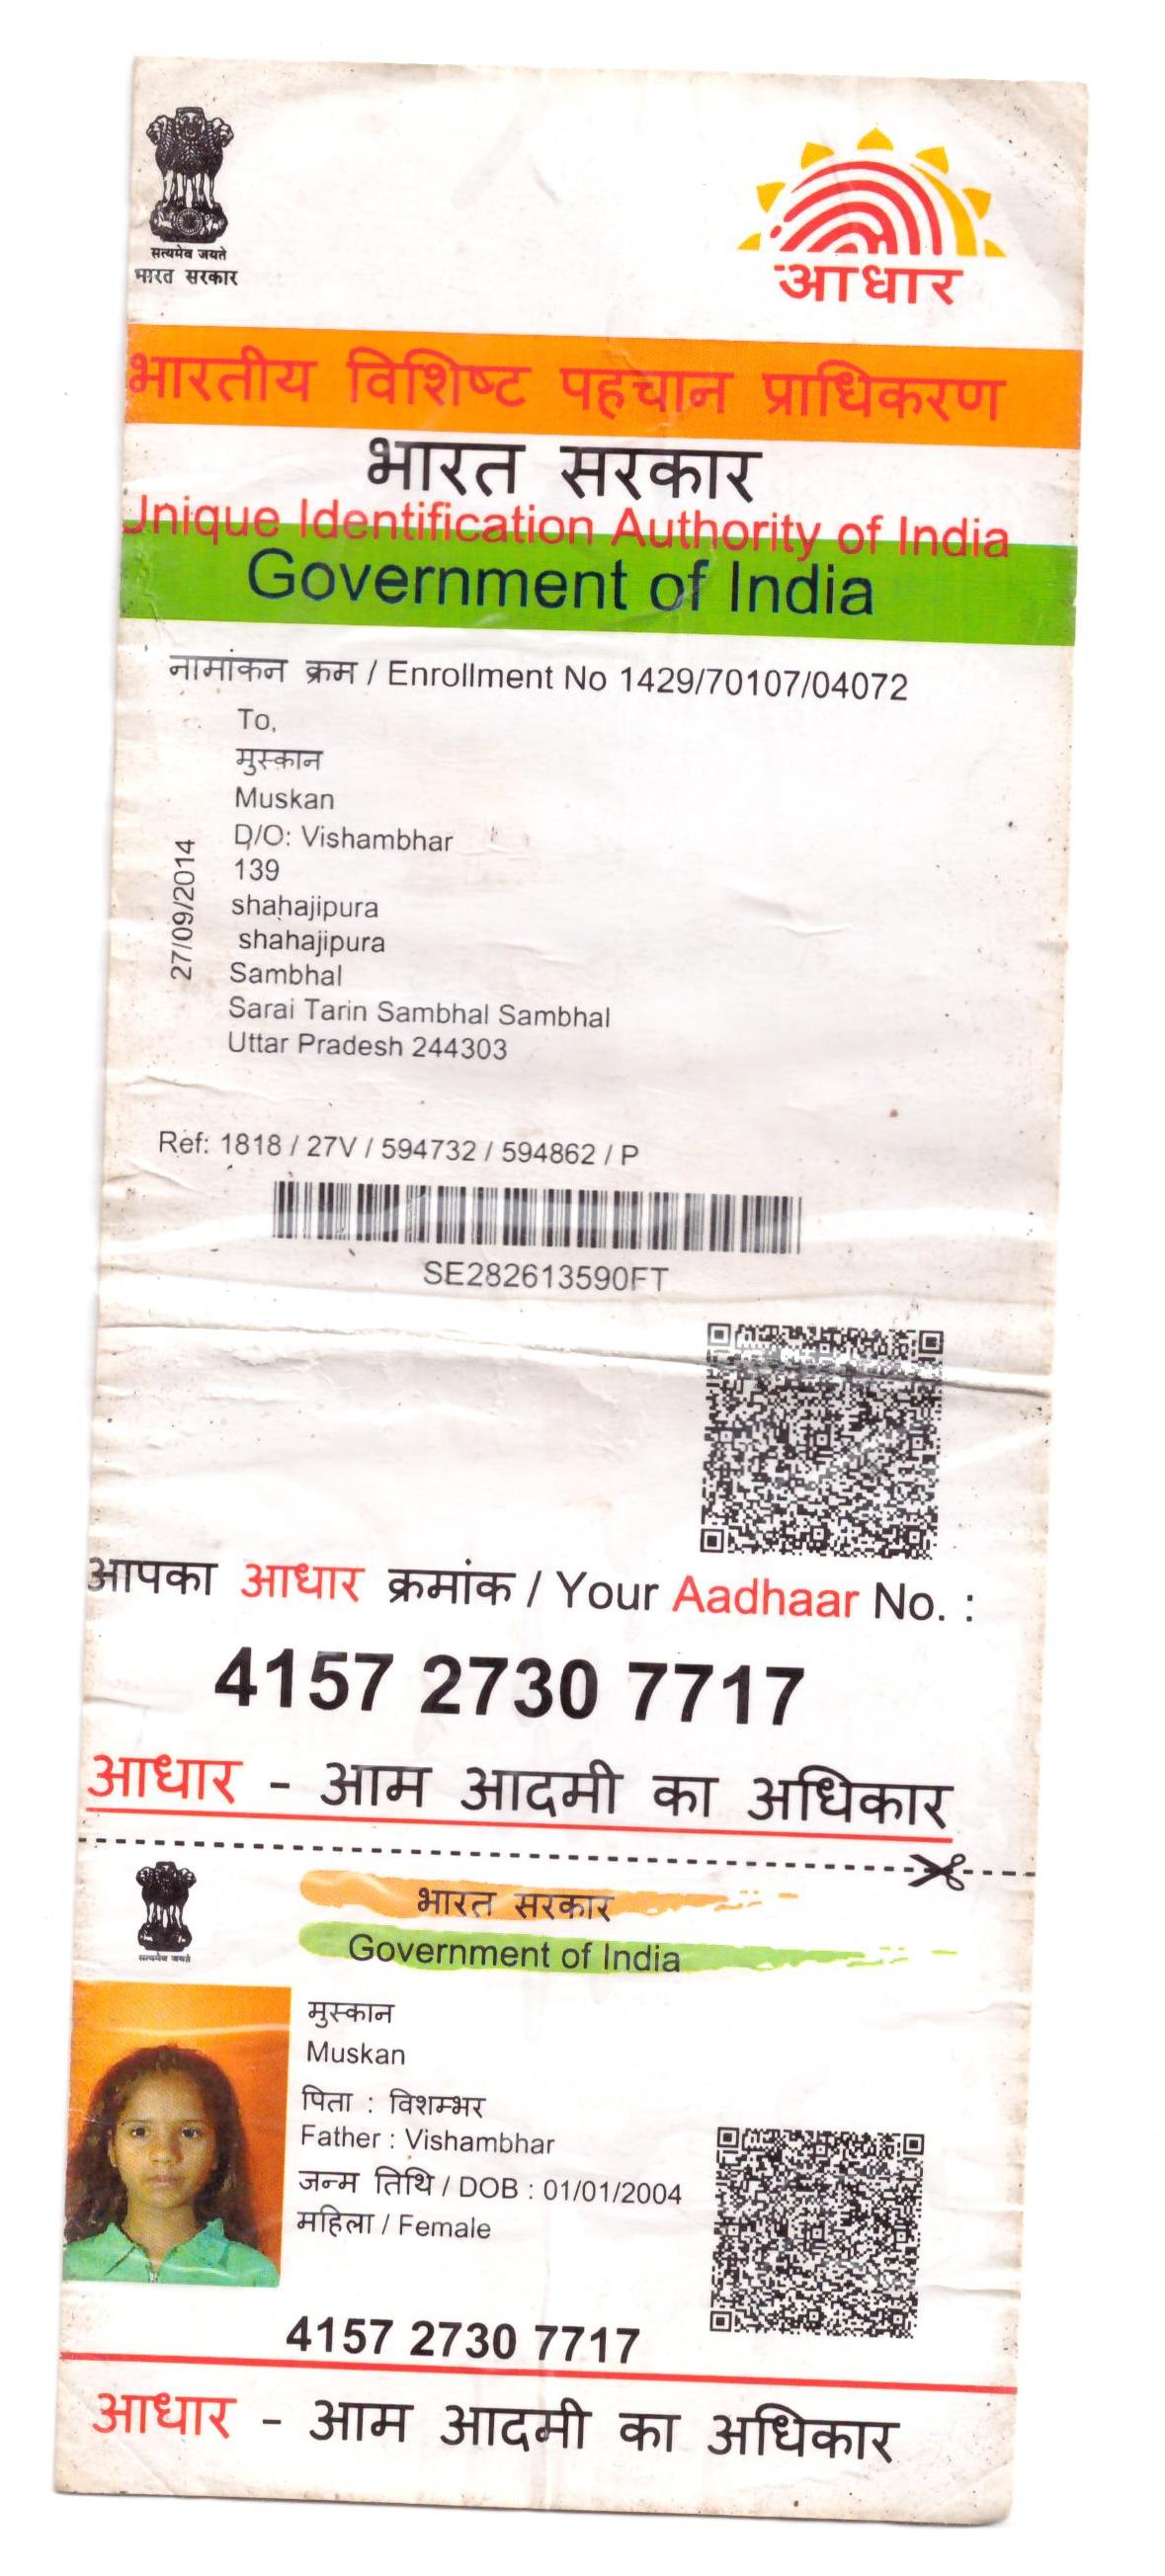 सत्यमेव जयते
भारत सरकार
आधार
भारतीय विशिष्ट पहचान प्राधिकरण
भारत सरकार
Unique Identification Authority of India
Government of India
नामांकन क्रम / Enrollment No 1429/70107/04072
To,
मुस्कान
Muskan
D/O: Vishambhar
139
shahajipura
shahajipura
Sambhal
Sarai Tarin Sambhal Sambhal
Uttar Pradesh 244303
27/09/2014
Ref: 1818 / 27V / 594732 / 594862 / P
SE282613590FT
आपका आधार क्रमांक / Your Aadhaar No. :
4157 2730 7717
आधार - आम आदमी का अधिकार
सत्यमेव जयते
भारत सरकार
Government of India
मुस्कान
Muskan
पिता : विशम्भर
Father : Vishambhar
जन्म तिथि / DOB : 01/01/2004
महिला / Female
4157 2730 7717
आधार - आम आदमी का अधिकार